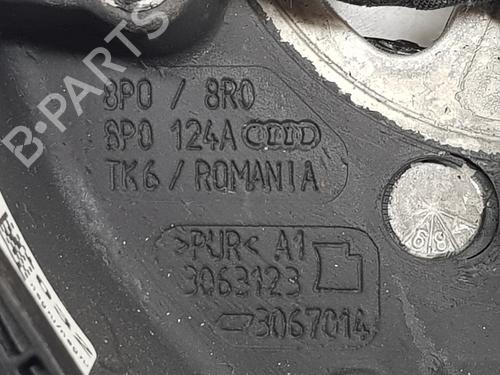 8P0 / 8R0
8P0 124A
TK6 / ROMANIA
>PUR< A1
3063123
3067014
B-PARTS